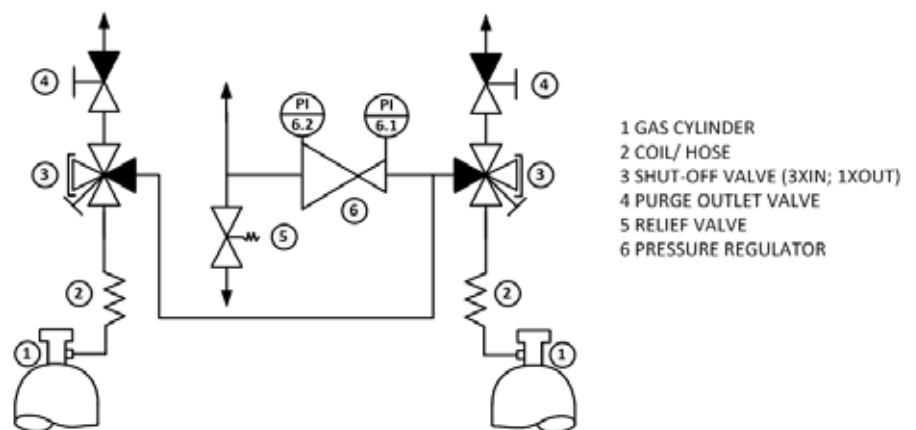 4
4
PI
6.2
PI
6.1
3
3
6
5
2
2
1
1
1 GAS CYLINDER
2 COIL/ HOSE
3 SHUT-OFF VALVE (3XIN; 1XOUT)
4 PURGE OUTLET VALVE
5 RELIEF VALVE
6 PRESSURE REGULATOR